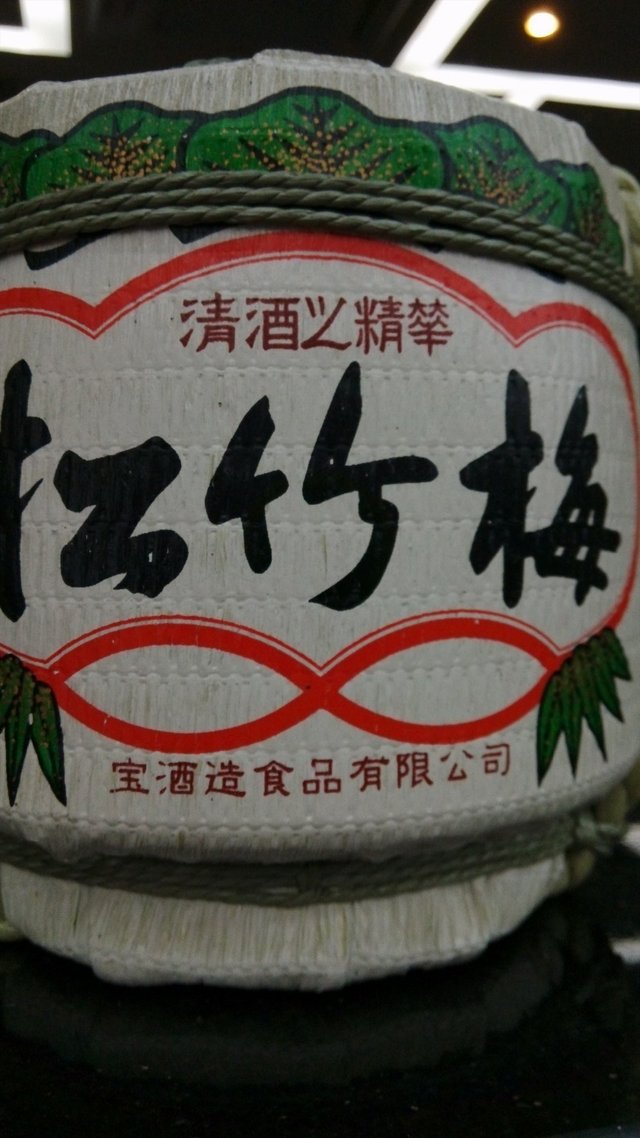 清酒之精華
松竹梅
宝酒造食品有限公司